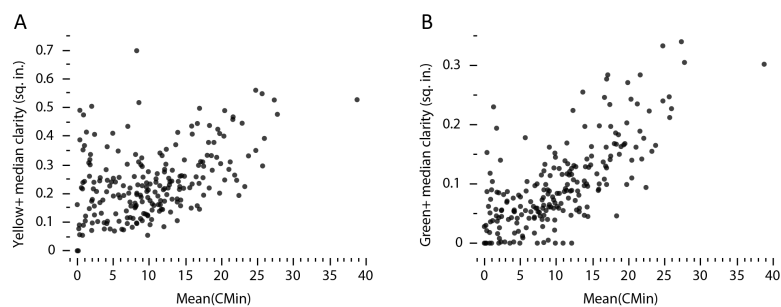 A
B
Yellow+ median clarity (sq. in.)
0.7
0.6
0.5
0.4
0.3
0.2
0.1
0
0 5 10 15 20 25 30 35 40
Mean(CMin)
Green+ median clarity (sq. in.)
0.3
0.2
0.1
0
0 5 10 15 20 25 30 35 40
Mean(CMin)